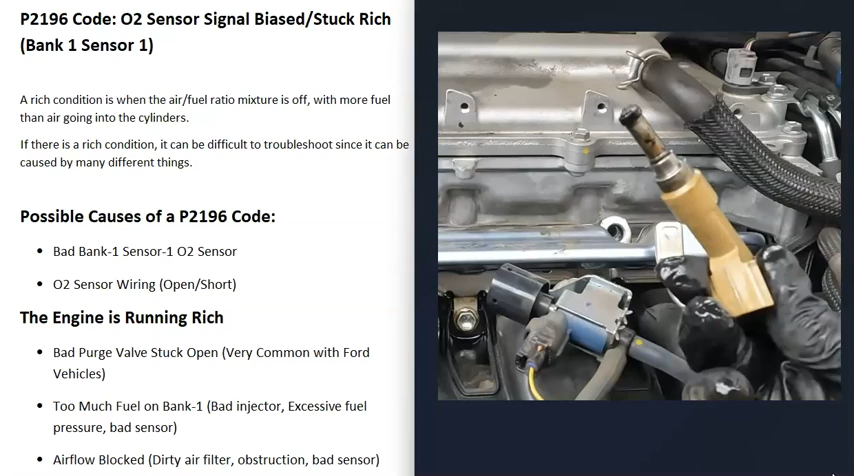 P2196 Code: O2 Sensor Signal Biased/Stuck Rich
(Bank 1 Sensor 1)
A rich condition is when the air/fuel ratio mixture is off, with more fuel
than air going into the cylinders.
If there is a rich condition, it can be difficult to troubleshoot since it can be
caused by many different things.
Possible Causes of a P2196 Code:
• Bad Bank-1 Sensor-1 O2 Sensor
• O2 Sensor Wiring (Open/Short)
The Engine is Running Rich
• Bad Purge Valve Stuck Open (Very Common with Ford
Vehicles)
• Too Much Fuel on Bank-1 (Bad injector, Excessive fuel
pressure, bad sensor)
• Airflow Blocked (Dirty air filter, obstruction, bad sensor)